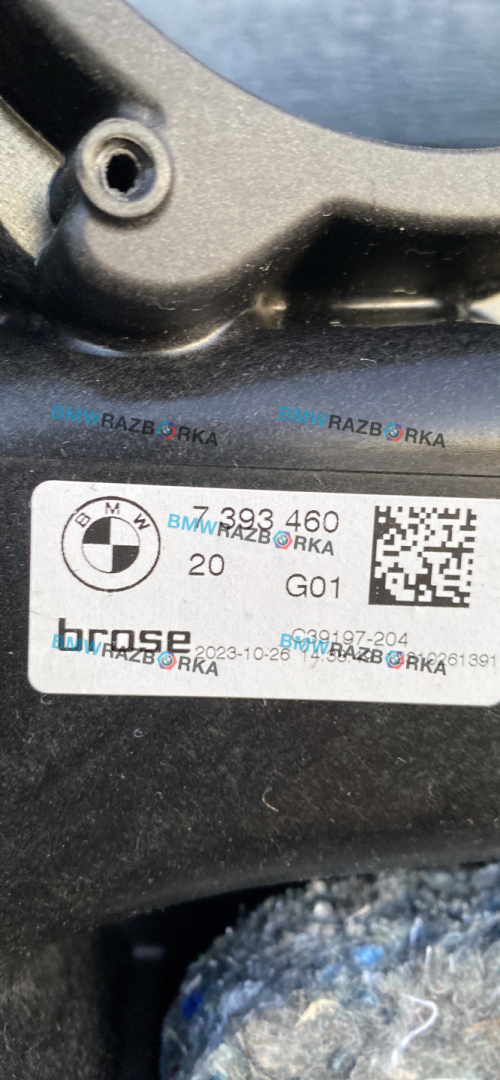 BMWRAZBORKA BMWRAZBORKA
BMW 7 393 460
BMWRAZBORKA
20
G01
brose C39197-204
BMWRAZBORKA BMWRAZBORKA
2023-10-26